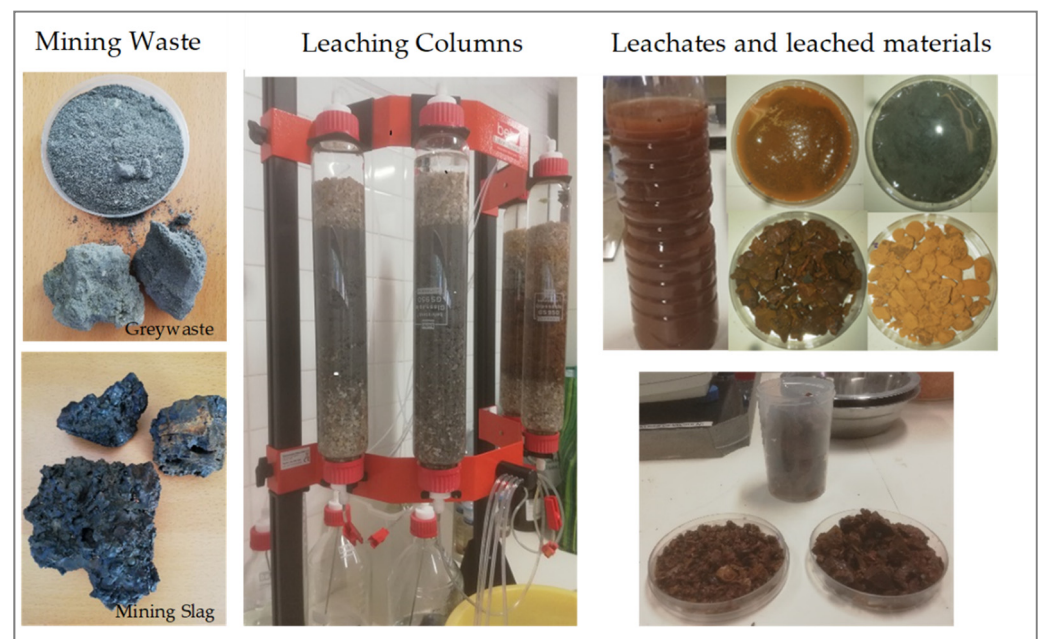 Mining Waste
Leaching Columns
Leachates and leached materials
Greywaste
Mining Slag